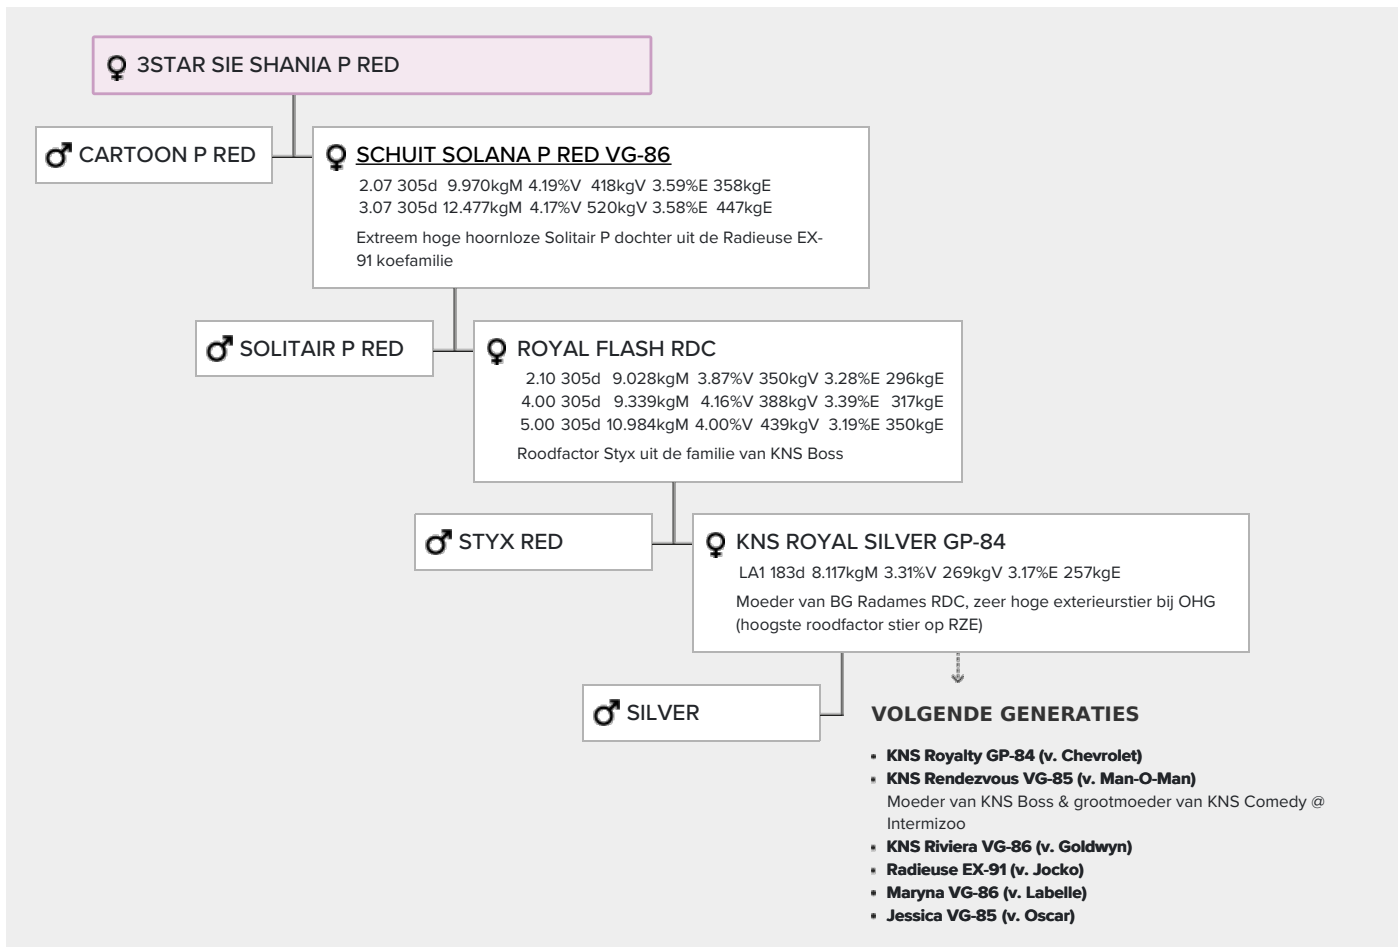 3STAR SIE SHANIA P RED
CARTOON P RED
SCHUIT SOLANA P RED VG-86
2.07 305d 9.970kgM 4.19%V 418kgV 3.59%E 358kgE
3.07 305d 12.477kgM 4.17%V 520kgV 3.58%E 447kgE
Extreem hoge hoornloze Solitair P dochter uit de Radieuse EX-
91 koefamilie
SOLITAIR P RED
ROYAL FLASH RDC
2.10 305d 9.028kgM 3.87%V 350kgV 3.28%E 296kgE
4.00 305d 9.339kgM 4.16%V 388kgV 3.39%E 317kgE
5.00 305d 10.984kgM 4.00%V 439kgV 3.19%E 350kgE
Roodfactor Styx uit de familie van KNS Boss
STYX RED
KNS ROYAL SILVER GP-84
LA1 183d 8.117kgM 3.31%V 269kgV 3.17%E 257kgE
Moeder van BG Radames RDC, zeer hoge exterieurstier bij OHG
(hoogste roodfactor stier op RZE)
SILVER
VOLGENDE GENERATIES
▪ KNS Royalty GP-84 (v. Chevrolet)
▪ KNS Rendezvous VG-85 (v. Man-O-Man)
Moeder van KNS Boss & grootmoeder van KNS Comedy @
Intermizoo
▪ KNS Riviera VG-86 (v. Goldwyn)
▪ Radieuse EX-91 (v. Jocko)
▪ Maryna VG-86 (v. Labelle)
▪ Jessica VG-85 (v. Oscar)